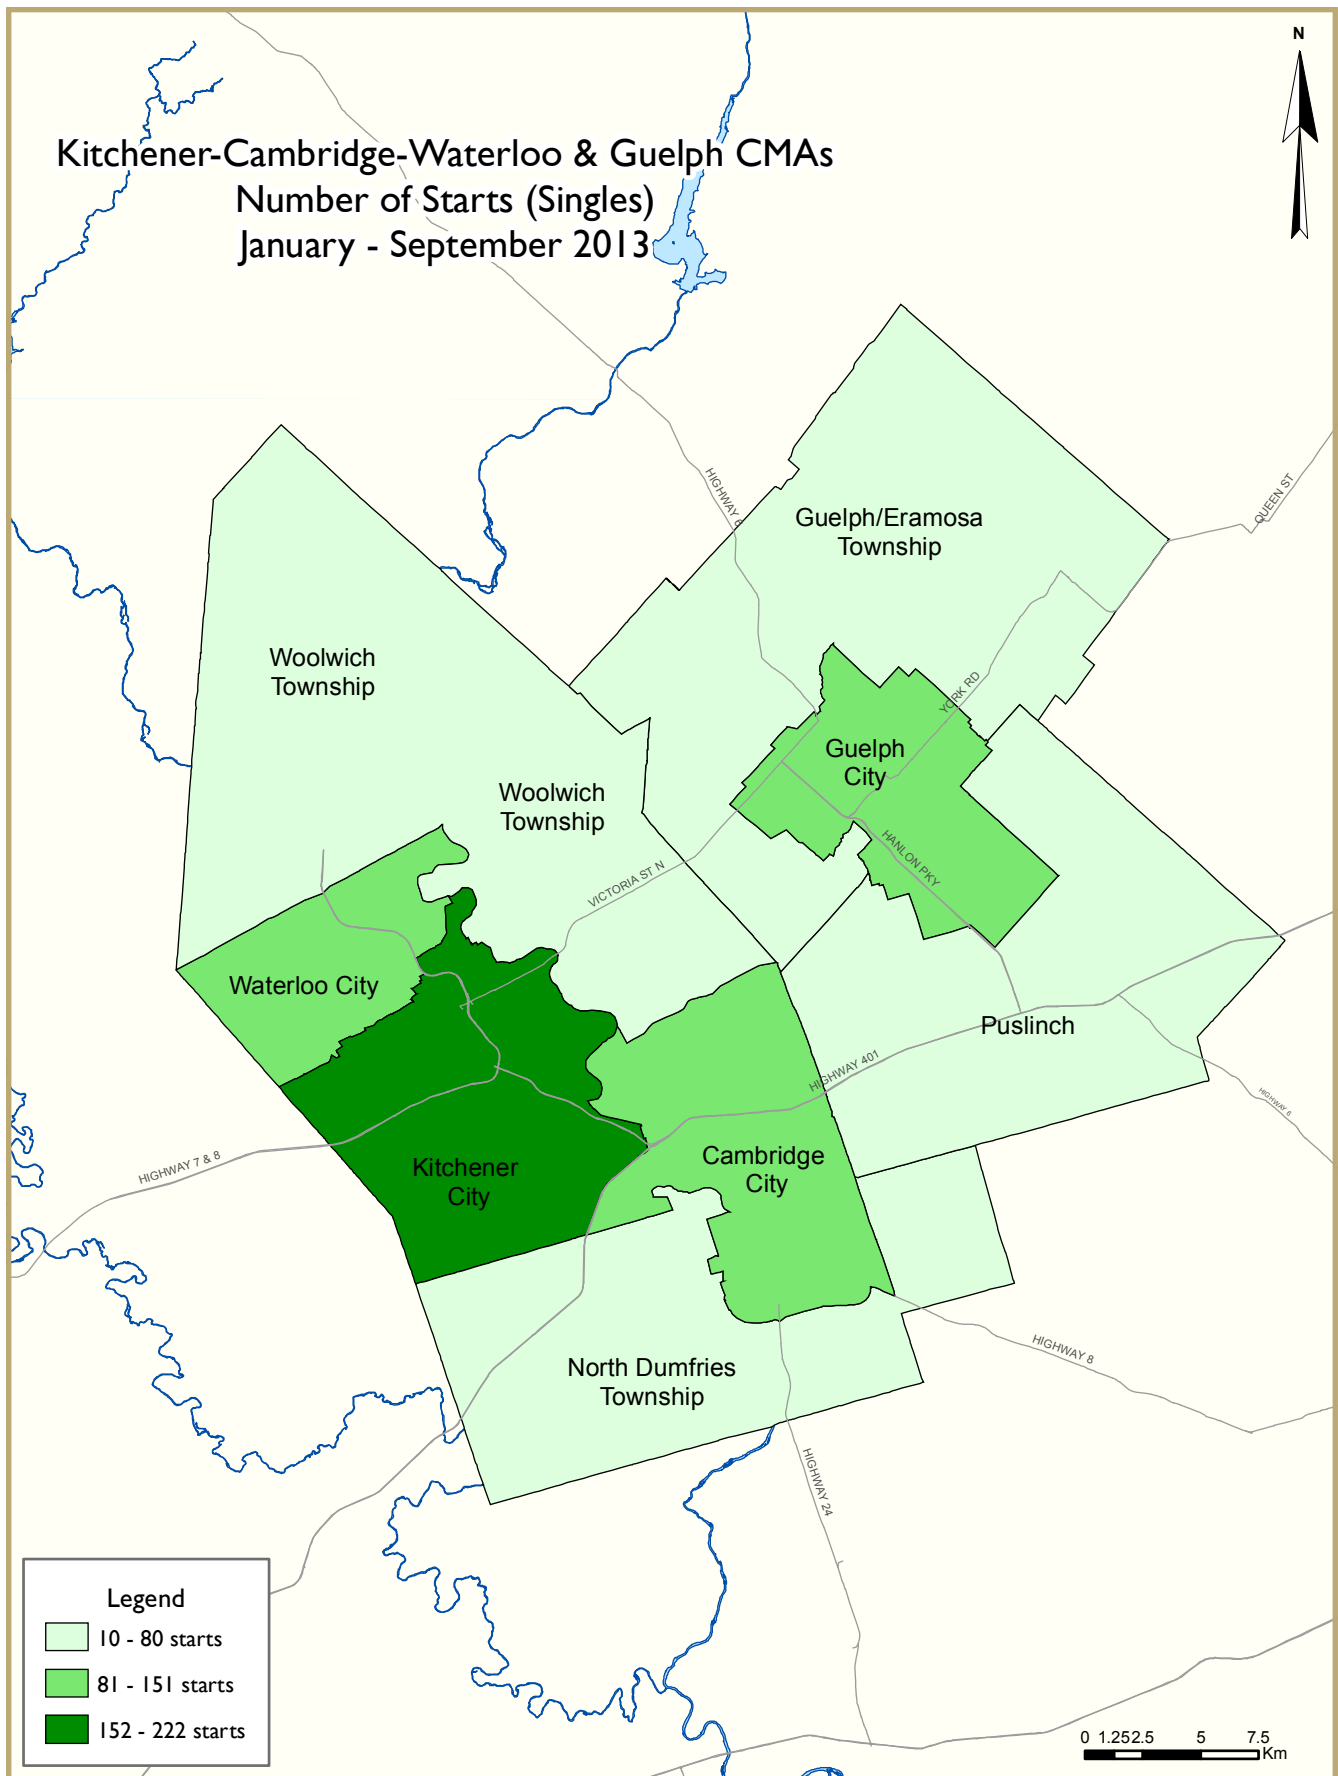 N
Kitchener-Cambridge-Waterloo & Guelph CMAs
Number of Starts (Singles)
January - September 2013
HIGHWAY 6
QUEEN ST
Guelph/Eramosa
Township
Woolwich
Township
YORK RD
Guelph
City
Woolwich
Township
HANLON PKY
VICTORIA ST N
Waterloo City
Puslinch
HIGHWAY 401
HIGHWAY 6
HIGHWAY 7 & 8
Kitchener
City
Cambridge
City
HIGHWAY 8
North Dumfries
Township
HIGHWAY 24
Legend
10 - 80 starts
81 - 151 starts
152 - 222 starts
0 1.25 2.5 5 7.5
Km